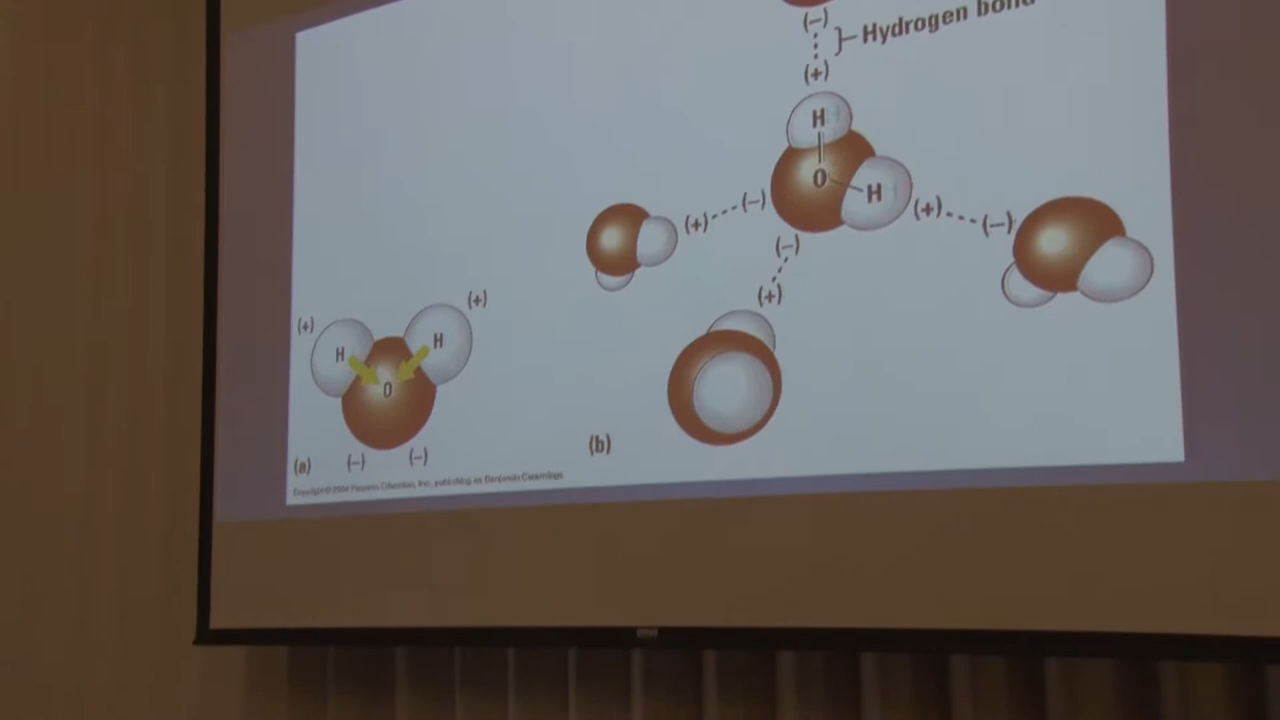 (–)
Hydrogen bond
(+)
H
O
H
(+)
(–)
(+)
(–)
(–)
(+)
(+)
(+)
H
H
O
(a)
(–)
(–)
(b)
Copyright © 2004 Pearson Education, Inc., publishing as Benjamin Cummings